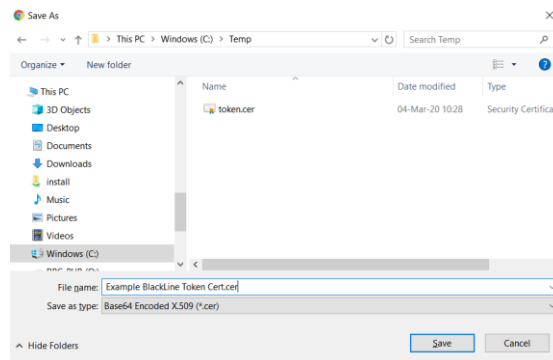 Save As
This PC > Windows (C:) > Temp
Search Temp
Organize
New folder
This PC
3D Objects
Desktop
Documents
Downloads
install
Music
Pictures
Videos
Windows (C:)
Name
Date modified
Type
token.cer
04-Mar-20 10:28
Security Certifica
File name: Example BlackLine Token Cert.cer
Save as type: Base64 Encoded X.509 (*.cer)
Hide Folders
Save
Cancel